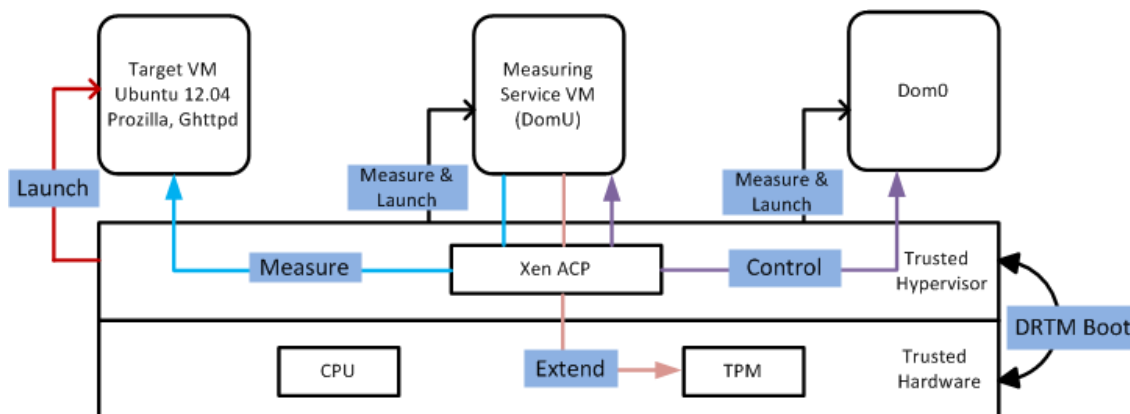 Target VM
Ubuntu 12.04
Prozilla, Ghttpd
Measuring
Service VM
(DomU)
Dom0
Launch
Measure &
Launch
Measure &
Launch
Measure
Xen ACP
Control
Trusted
Hypervisor
DRTM Boot
CPU
Extend
TPM
Trusted
Hardware